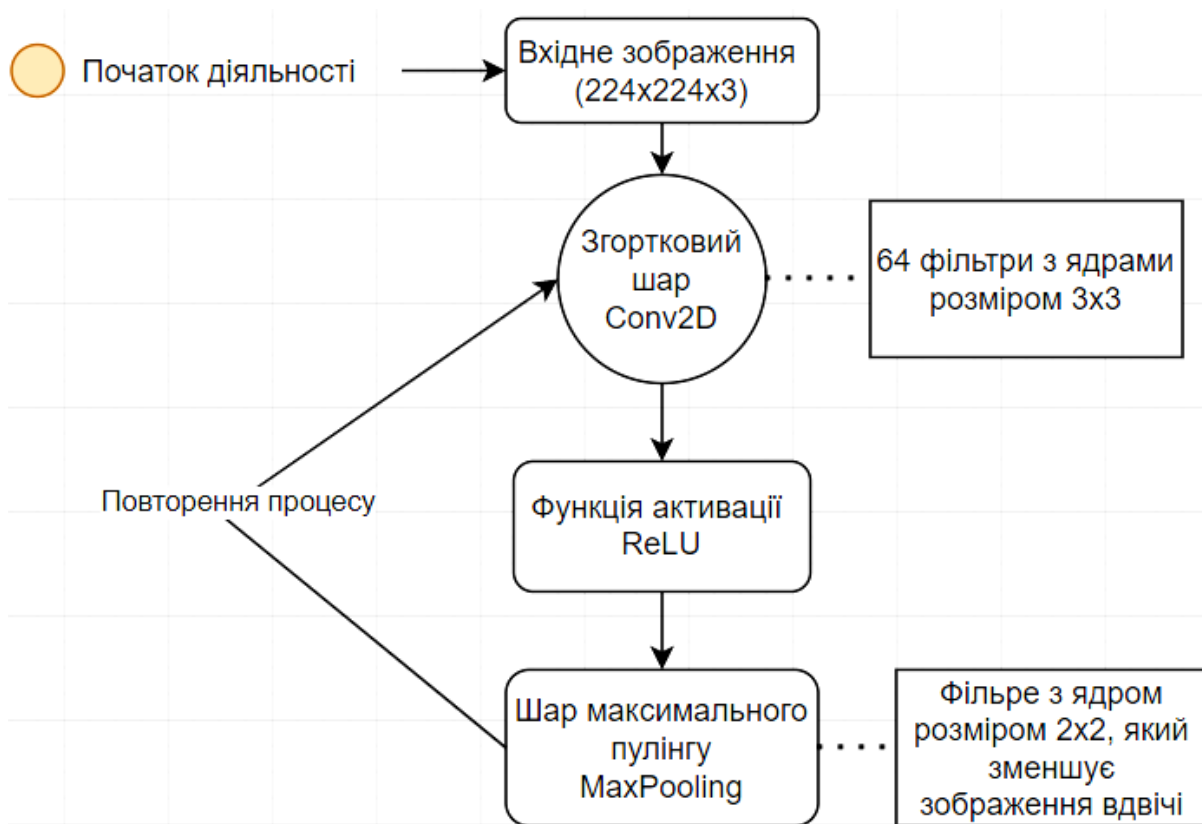 Початок діяльності
Вхідне зображення
(224x224x3)
Згортковий
шар
Conv2D
64 фільтри з ядрами
розміром 3x3
Повторення процесу
Функція активації
ReLU
Шар максимального
пулінгу
MaxPooling
Фільре з ядром
розміром 2x2, який
зменшує
зображення вдвічі